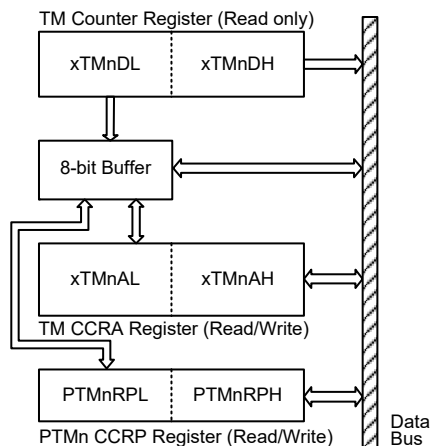 TM Counter Register (Read only)
xTMnDL xTMnDH
8-bit Buffer
xTMnAL xTMnAH
TM CCRA Register (Read/Write)
PTMnRPL PTMnRPH
PTMn CCRP Register (Read/Write)
Data
Bus